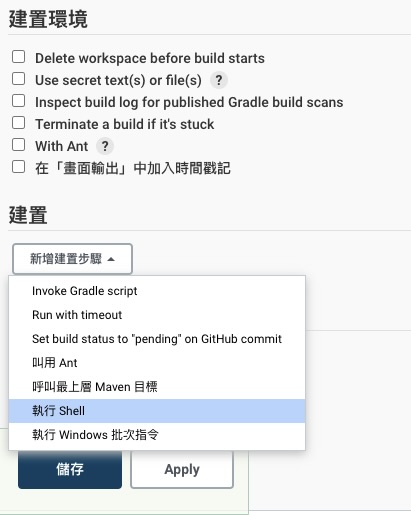 建置環境
Delete workspace before build starts
Use secret text(s) or file(s) ?
Inspect build log for published Gradle build scans
Terminate a build if it's stuck
With Ant ?
在「畫面輸出」中加入時間戳記
建置
新增建置步驟
Invoke Gradle script
Run with timeout
Set build status to "pending" on GitHub commit
叫用 Ant
呼叫最上層 Maven 目標
執行 Shell
執行 Windows 批次指令
儲存 Apply